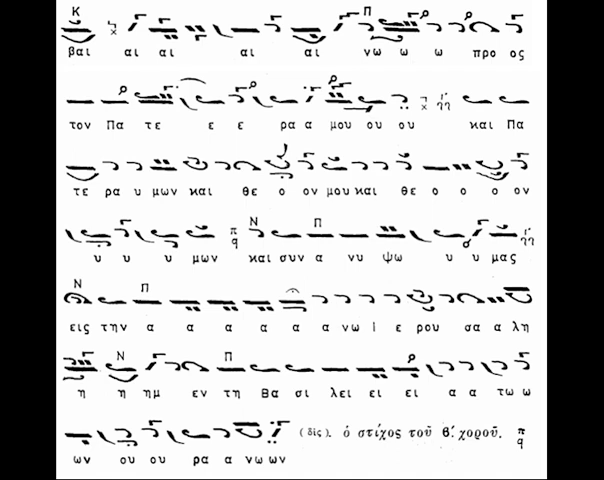 Κ Π
βαι αι αι αι αι νω ω ω προ ος
τον Πα τε ε ε ρα α μου ου ου και Πα
τε ρα υ μων και θε ο ον μου και θε ο ο ο ον
Ν Π
υ υ υ μων και συν α νυ ψω υ υ μας
Ν Π
εις την α α α α α α νω Ι ε ρου σα α λη
Ν Π
η η ημ εν τη Βα σι λει ει ει α α τω ω
ων ου ου ρα α νω ων (δίς). ὁ στίχος τοῦ β΄. χοροῦ.